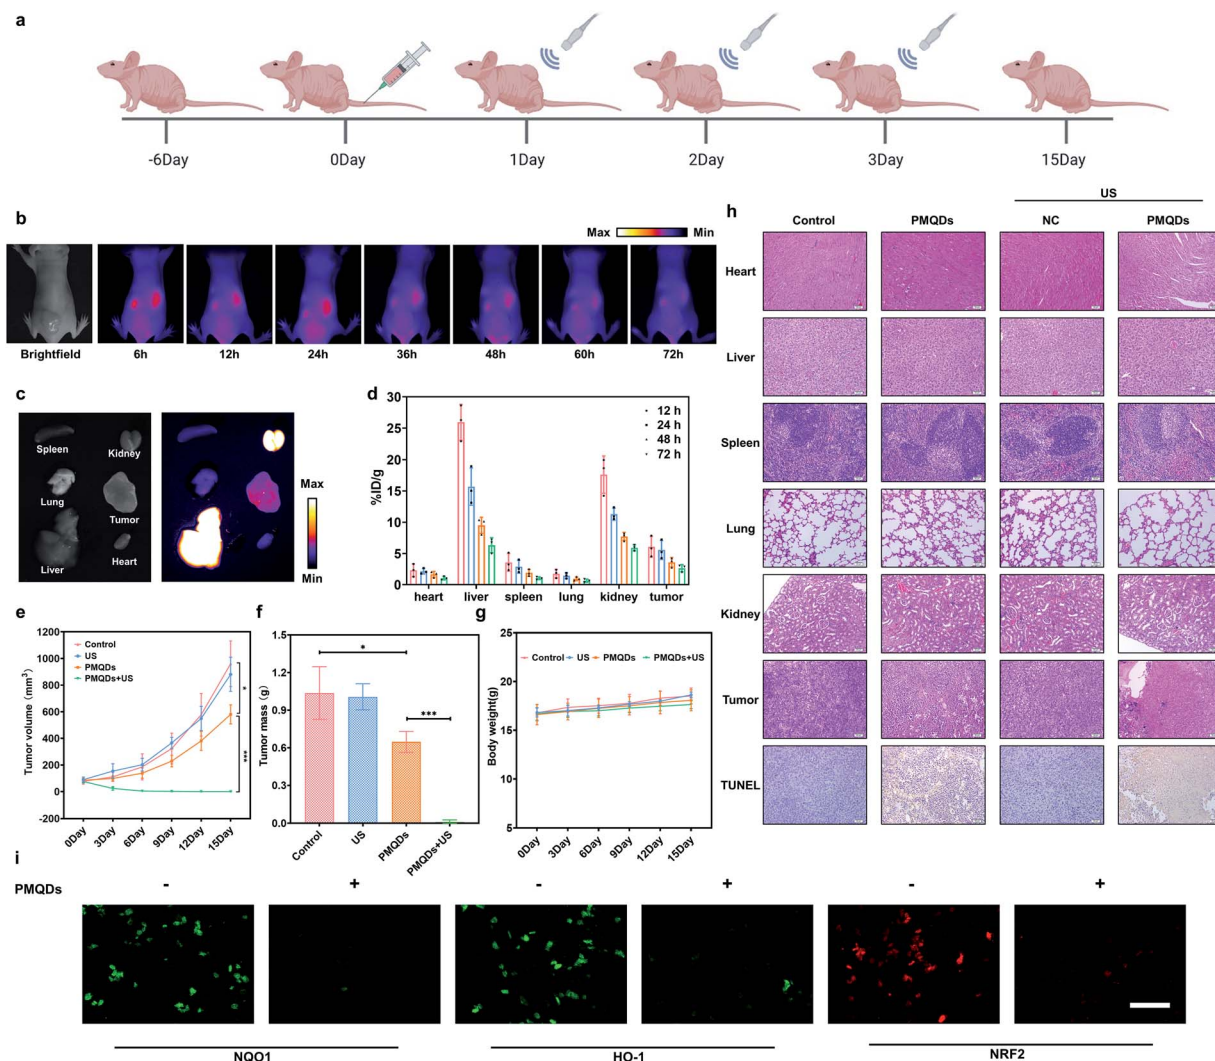 a
-6Day 0Day 1Day 2Day 3Day 15Day
b
Max Min
Brightfield 6h 12h 24h 36h 48h 60h 72h
c
Spleen Kidney
Lung Tumor
Liver Heart
Max
Min
d
%ID/g
30
25
20
15
10
5
0
12 h
24 h
48 h
72 h
heart liver spleen lung kidney tumor
e
Tumor volume (mm3)
1200
1000
800
600
400
200
0
-200
Control
US
PMQDs
PMQDs+US
*
***
0Day 3Day 6Day 9Day 12Day 15Day
f
Tumor mass (g)
1.5
1.2
0.9
0.6
0.3
0.0
*
***
Control US PMQDs PMQDs+US
g
Body weight(g)
25
20
15
10
5
Control US PMQDs PMQDs+US
0Day 3Day 6Day 9Day 12Day 15Day
h
US
Control PMQDs NC PMQDs
Heart
Liver
Spleen
Lung
Kidney
Tumor
TUNEL
i
PMQDs - + - + - +
NQO1 HO-1 NRF2